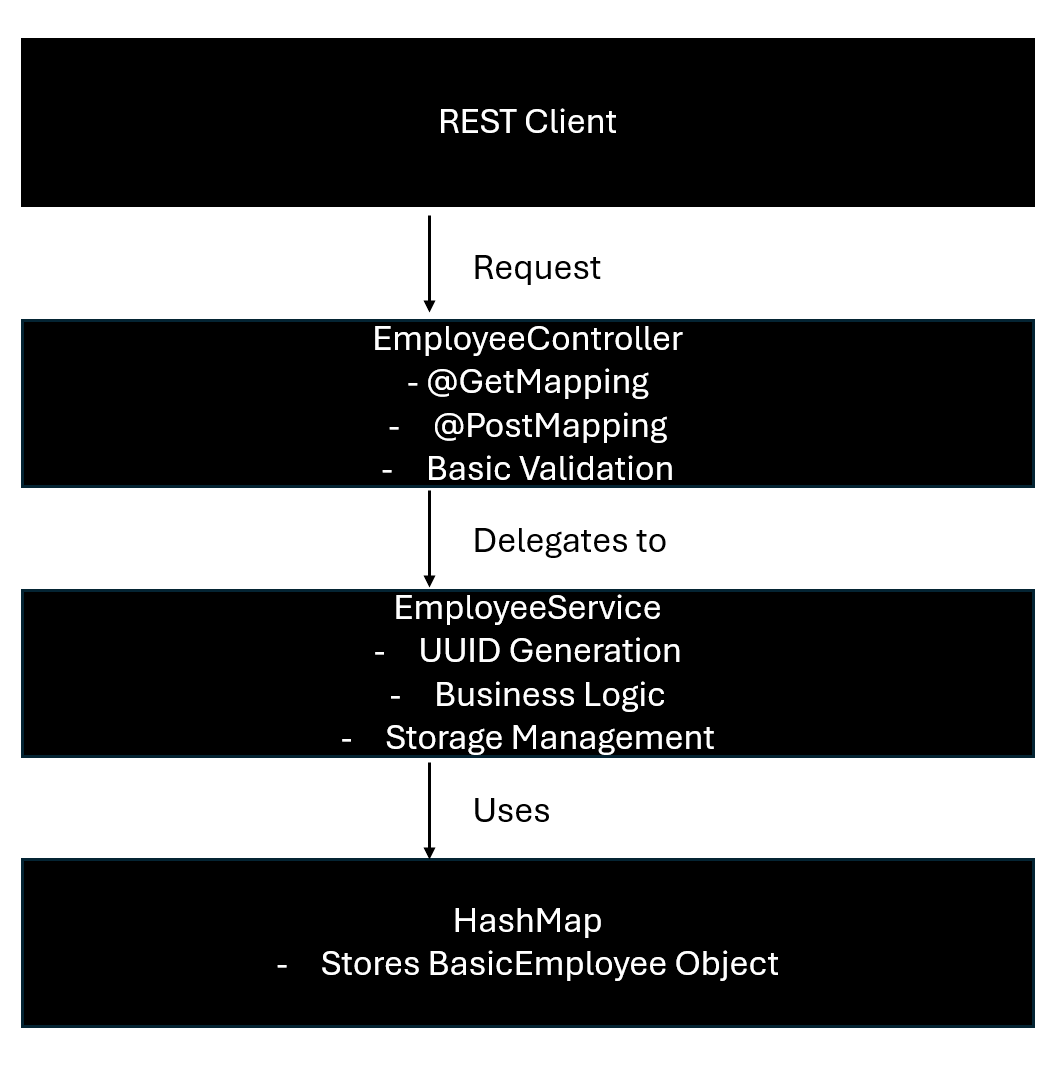 REST Client
Request
EmployeeController
- @GetMapping
- @PostMapping
- Basic Validation
Delegates to
EmployeeService
- UUID Generation
- Business Logic
- Storage Management
Uses
HashMap
- Stores BasicEmployee Object